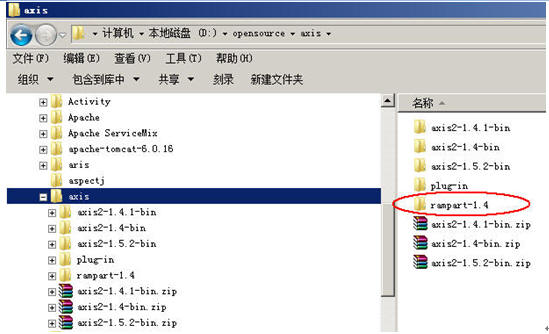 axis
计算机 本地磁盘 (D:) opensource axis
文件(F) 编辑(E) 查看(V) 工具(T) 帮助(H)
组织 包含到库中 共享 刻录 新建文件夹
Activity
Apache
Apache ServiceMix
apache-tomcat-6.0.16
aris
aspectj
axis
axis2-1.4.1-bin
axis2-1.4-bin
axis2-1.5.2-bin
plug-in
rampart-1.4
axis2-1.4.1-bin.zip
axis2-1.4-bin.zip
axis2-1.5.2-bin.zip
名称
axis2-1.4.1-bin
axis2-1.4-bin
axis2-1.5.2-bin
plug-in
rampart-1.4
axis2-1.4.1-bin.zip
axis2-1.4-bin.zip
axis2-1.5.2-bin.zip